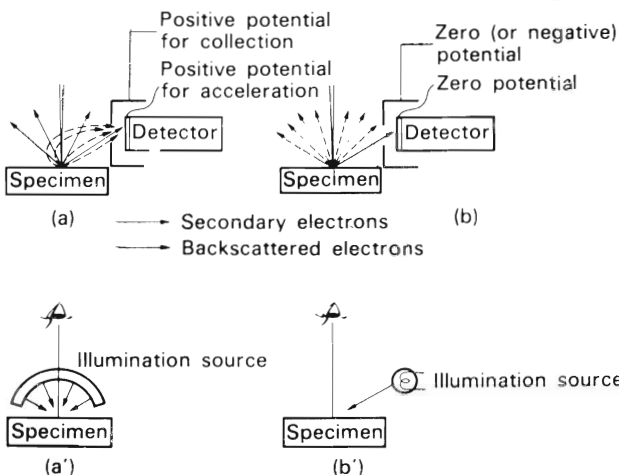 Positive potential
for collection
Positive potential
for acceleration
Detector
Specimen
(a)
Zero (or negative)
potential
Zero potential
Detector
Specimen
(b)
Secondary electrons
Backscattered electrons
Illumination source
Specimen
(a′)
Illumination source
Specimen
(b′)